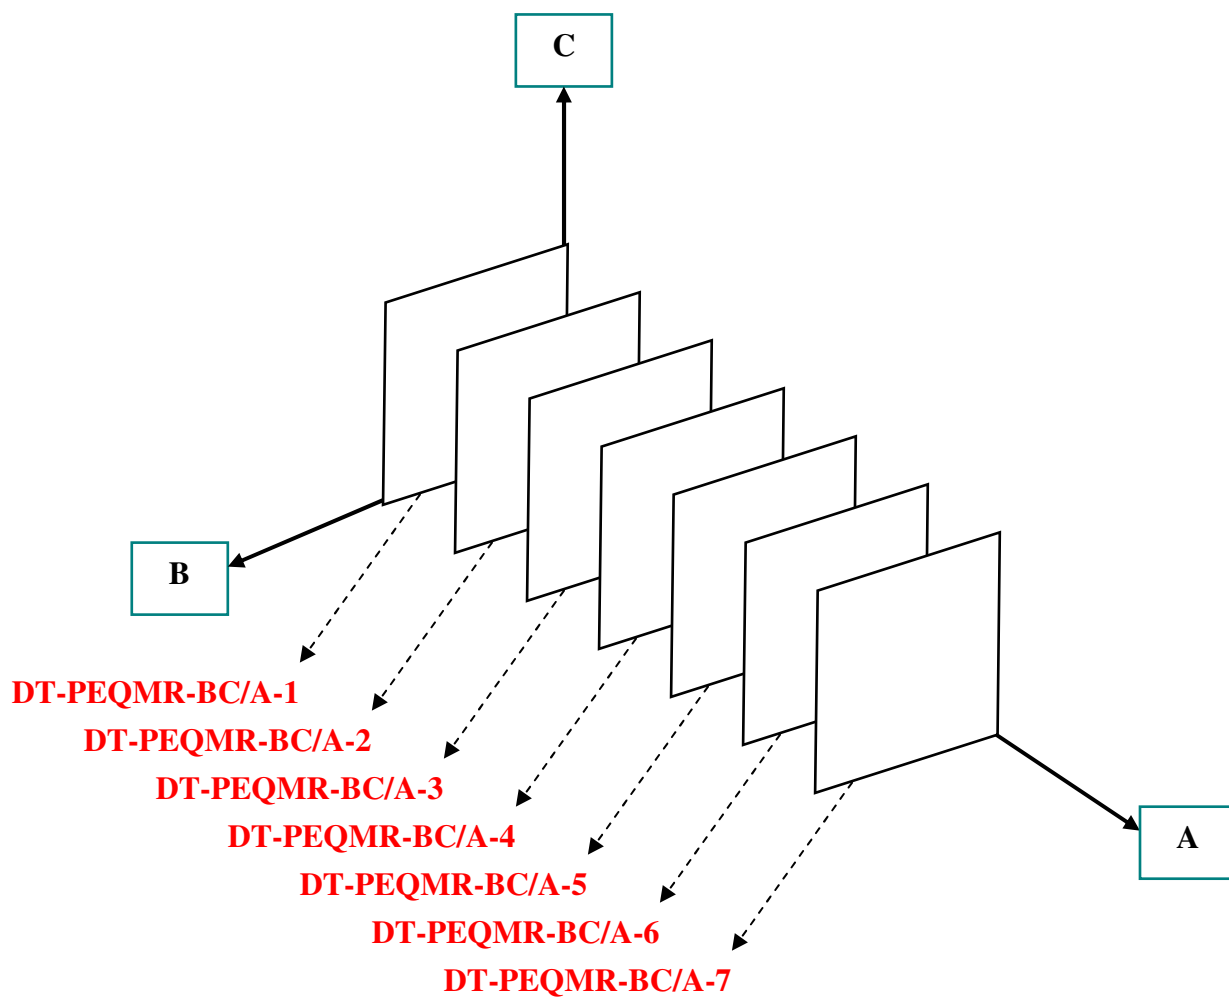 C
B
DT-PEQMR-BC/A-1
DT-PEQMR-BC/A-2
DT-PEQMR-BC/A-3
DT-PEQMR-BC/A-4
A
DT-PEQMR-BC/A-5
DT-PEQMR-BC/A-6
DT-PEQMR-BC/A-7